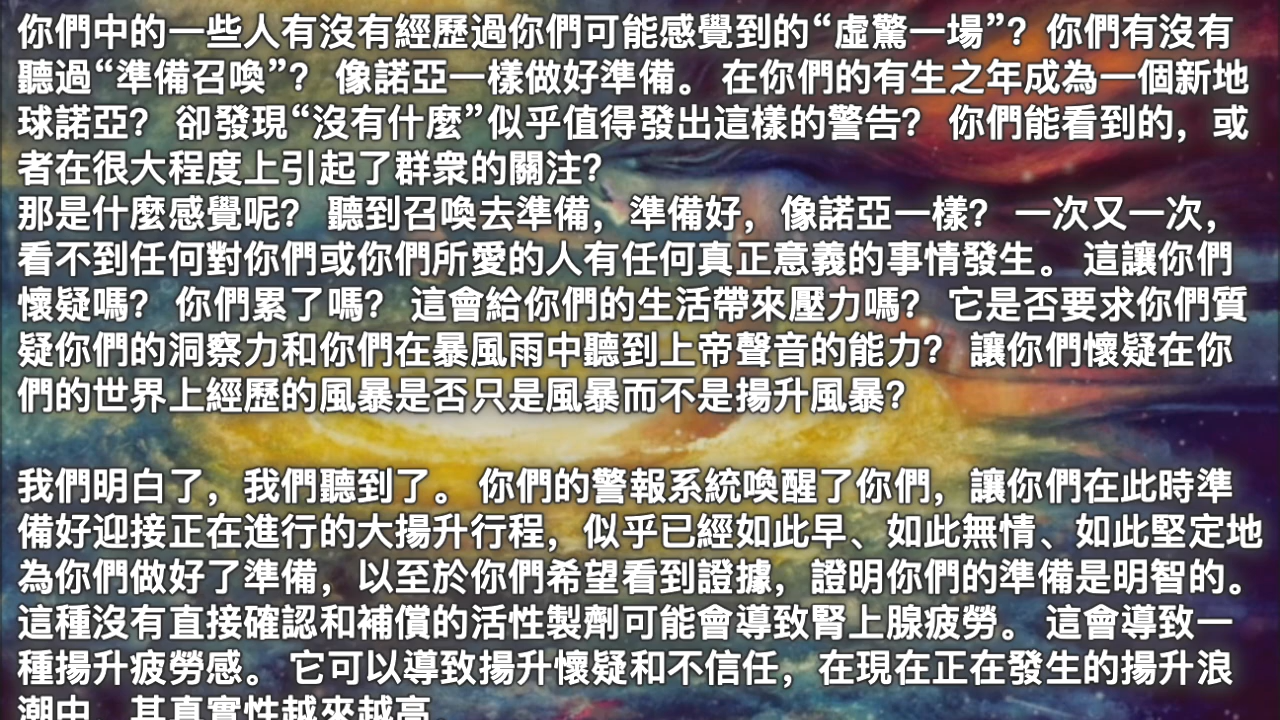 你們中的一些人有沒有經歷過你們可能感覺到的“虛驚一場”？ 你們有沒有
聽過“準備召喚”？ 像諾亞一樣做好準備。 在你們的有生之年成為一個新地
球諾亞？ 卻發現“沒有什麼”似乎值得發出這樣的警告？ 你們能看到的，或
者在很大程度上引起了群衆的關注？
那是什麼感覺呢？ 聽到召喚去準備，準備好，像諾亞一樣？ 一次又一次，
看不到任何對你們或你們所愛的人有任何真正意義的事情發生。 這讓你們
懷疑嗎？ 你們累了嗎？ 這會給你們的生活帶來壓力嗎？ 它是否要求你們質
疑你們的洞察力和你們在暴風雨中聽到上帝聲音的能力？ 讓你們懷疑在你
們的世界上經歷的風暴是否只是風暴而不是揚升風暴？
我們明白了，我們聽到了。 你們的警報系統喚醒了你們，讓你們在此時準
備好迎接正在進行的大揚升行程，似乎已經如此早、如此無情、如此堅定地
為你們做好了準備，以至於你們希望看到證據，證明你們的準備是明智的。
這種沒有直接確認和補償的活性製劑可能會導致腎上腺疲勞。 這會導致一
種揚升疲勞感。 它可以導致揚升懷疑和不信任，在現在正在發生的揚升浪
潮中，其真實性越來越高。